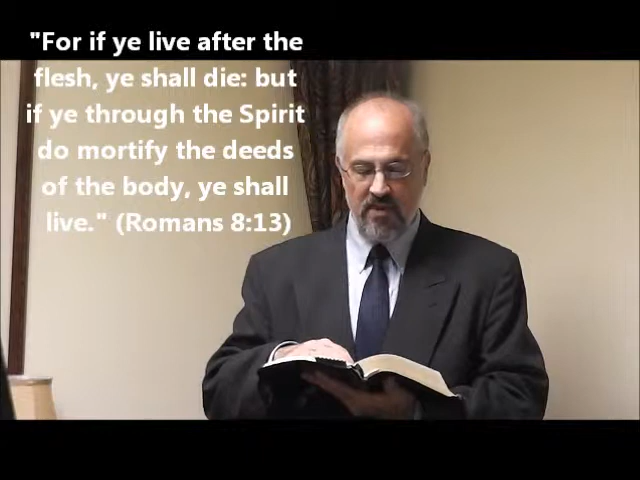 "For if ye live after the
flesh, ye shall die: but
if ye through the Spirit
do mortify the deeds
of the body, ye shall
live." (Romans 8:13)